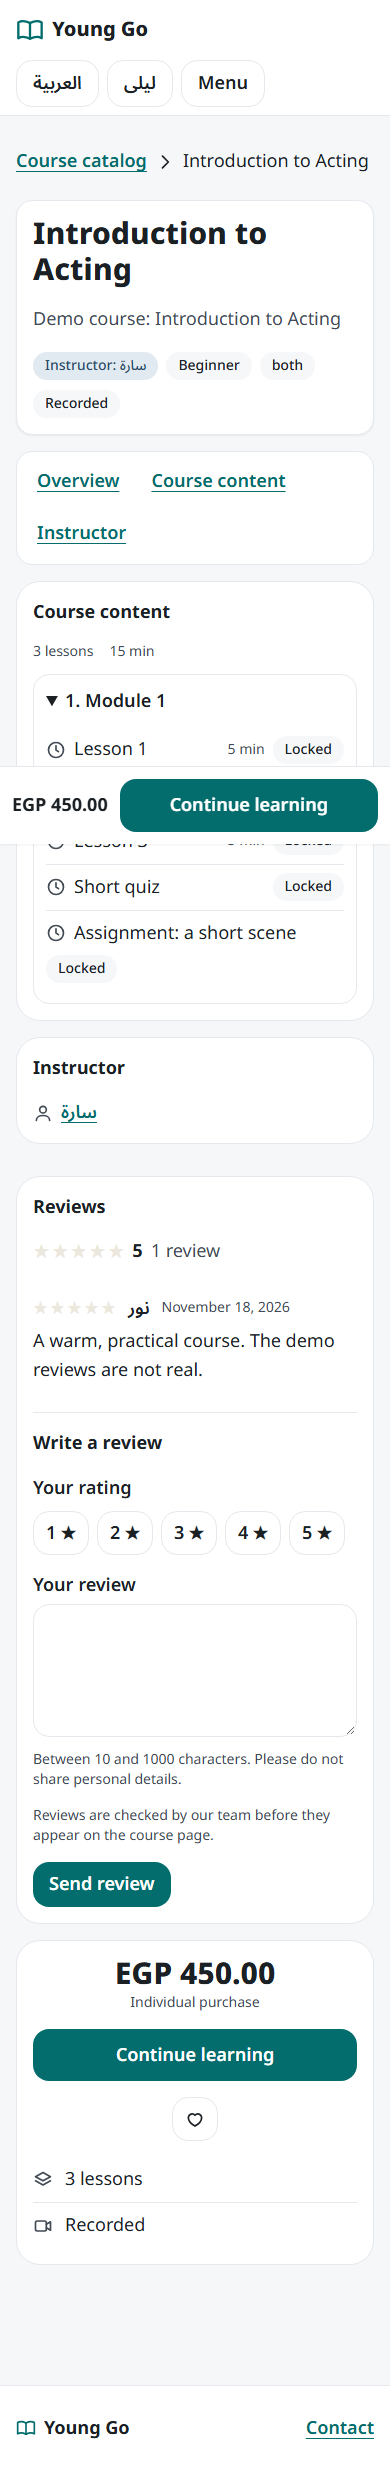 Young Go
العربية
ليلى
Menu
Course catalog > Introduction to Acting
Introduction to
Acting
Demo course: Introduction to Acting
Instructor: سارة
Beginner
both
Recorded
Overview
Course content
Instructor
Course content
3 lessons 15 min
1. Module 1
Lesson 1 5 min Locked
EGP 450.00 Continue learning
Short quiz Locked
Assignment: a short scene
Locked
Instructor
سارة
Reviews
★★★★★ 5 1 review
★★★★★ نور November 18, 2026
A warm, practical course. The demo
reviews are not real.
Write a review
Your rating
1 ★ 2 ★ 3 ★ 4 ★ 5 ★
Your review
Between 10 and 1000 characters. Please do not
share personal details.
Reviews are checked by our team before they
appear on the course page.
Send review
EGP 450.00
Individual purchase
Continue learning
3 lessons
Recorded
Young Go
Contact